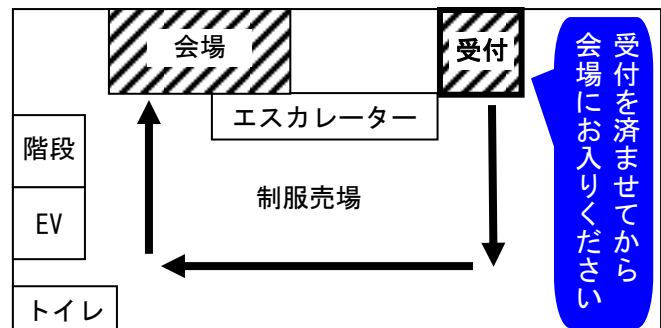 会場
受付
受付を済ませてから
会場にお入りください
エスカレーター
階段
制服売場
EV
トイレ